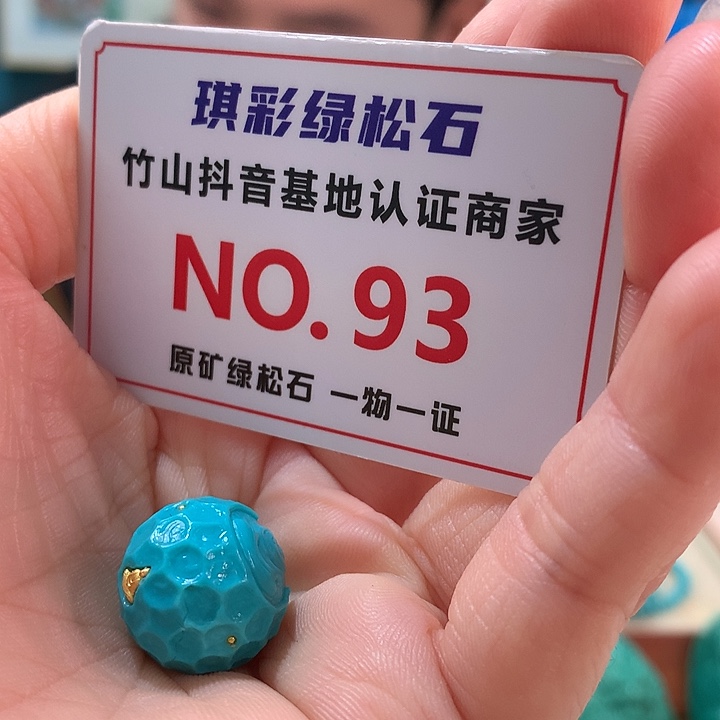 琪彩绿松石
竹山抖音基地认证商家
NO.93
原矿绿松石 一物一证